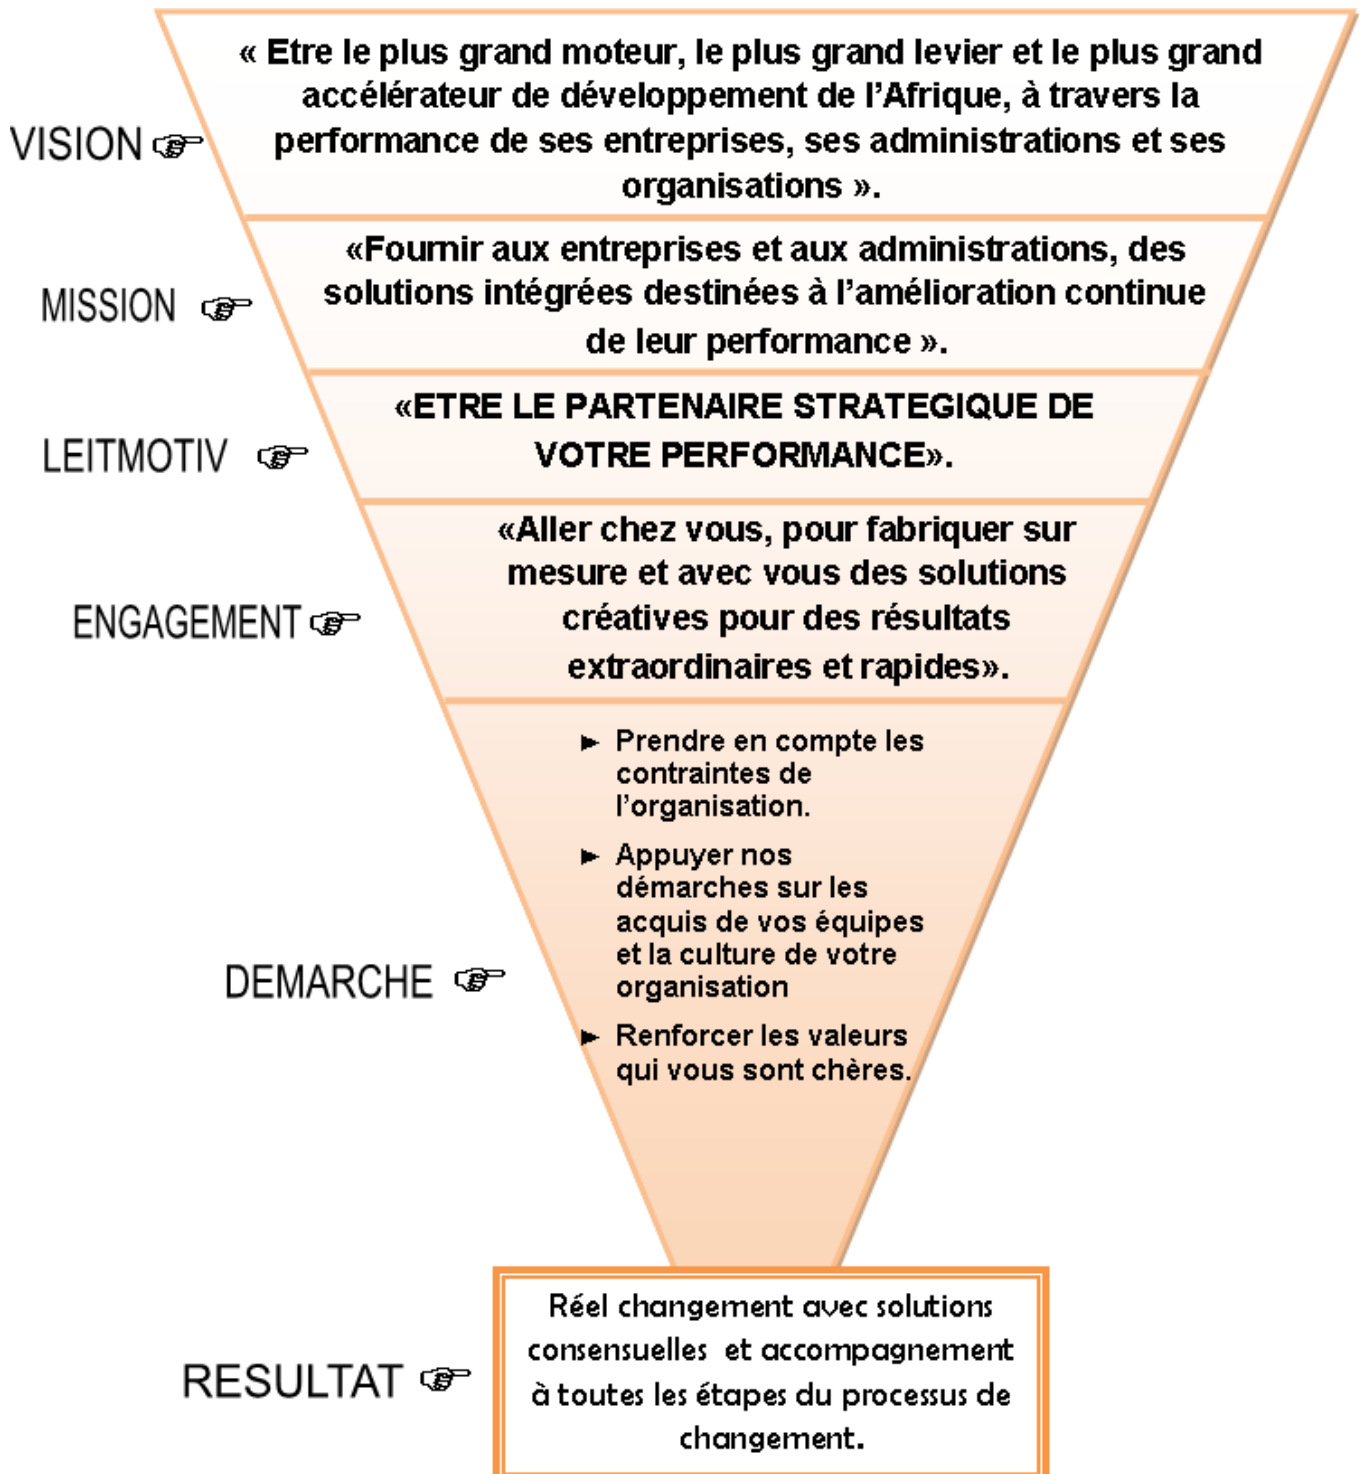 VISION
« Etre le plus grand moteur, le plus grand levier et le plus grand
accélérateur de développement de l’Afrique, à travers la
performance de ses entreprises, ses administrations et ses
organisations ».
MISSION
«Fournir aux entreprises et aux administrations, des
solutions intégrées destinées à l’amélioration continue
de leur performance ».
LEITMOTIV
«ETRE LE PARTENAIRE STRATEGIQUE DE
VOTRE PERFORMANCE».
ENGAGEMENT
«Aller chez vous, pour fabriquer sur
mesure et avec vous des solutions
créatives pour des résultats
extraordinaires et rapides».
DEMARCHE
► Prendre en compte les
contraintes de
l’organisation.
► Appuyer nos
démarches sur les
acquis de vos équipes
et la culture de votre
organisation
► Renforcer les valeurs
qui vous sont chères.
RESULTAT
Réel changement avec solutions
consensuelles et accompagnement
à toutes les étapes du processus de
changement.